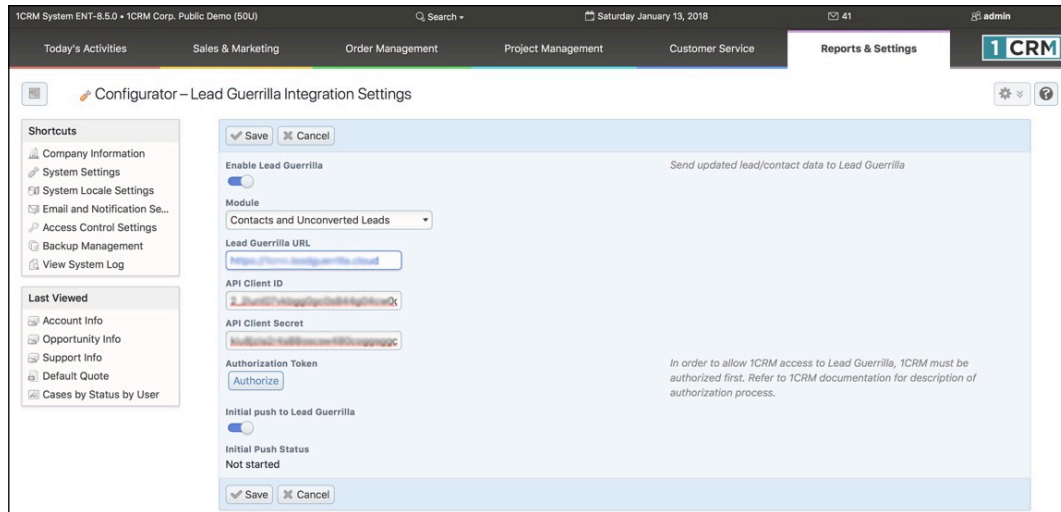 1CRM System ENT-8.5.0 • 1CRM Corp. Public Demo (50U)
Search
Saturday January 13, 2018
41
admin
Today's Activities
Sales & Marketing
Order Management
Project Management
Customer Service
Reports & Settings
1 CRM
Configurator – Lead Guerrilla Integration Settings
?
Shortcuts
Company Information
System Settings
System Locale Settings
Email and Notification Se...
Access Control Settings
Backup Management
View System Log
Last Viewed
Account Info
Opportunity Info
Support Info
Default Quote
Cases by Status by User
Save
Cancel
Enable Lead Guerrilla
Send updated lead/contact data to Lead Guerrilla
Module
Contacts and Unconverted Leads
Lead Guerrilla URL
API Client ID
API Client Secret
Authorization Token
Authorize
In order to allow 1CRM access to Lead Guerrilla, 1CRM must be
authorized first. Refer to 1CRM documentation for description of
authorization process.
Initial push to Lead Guerrilla
Initial Push Status
Not started
Save
Cancel